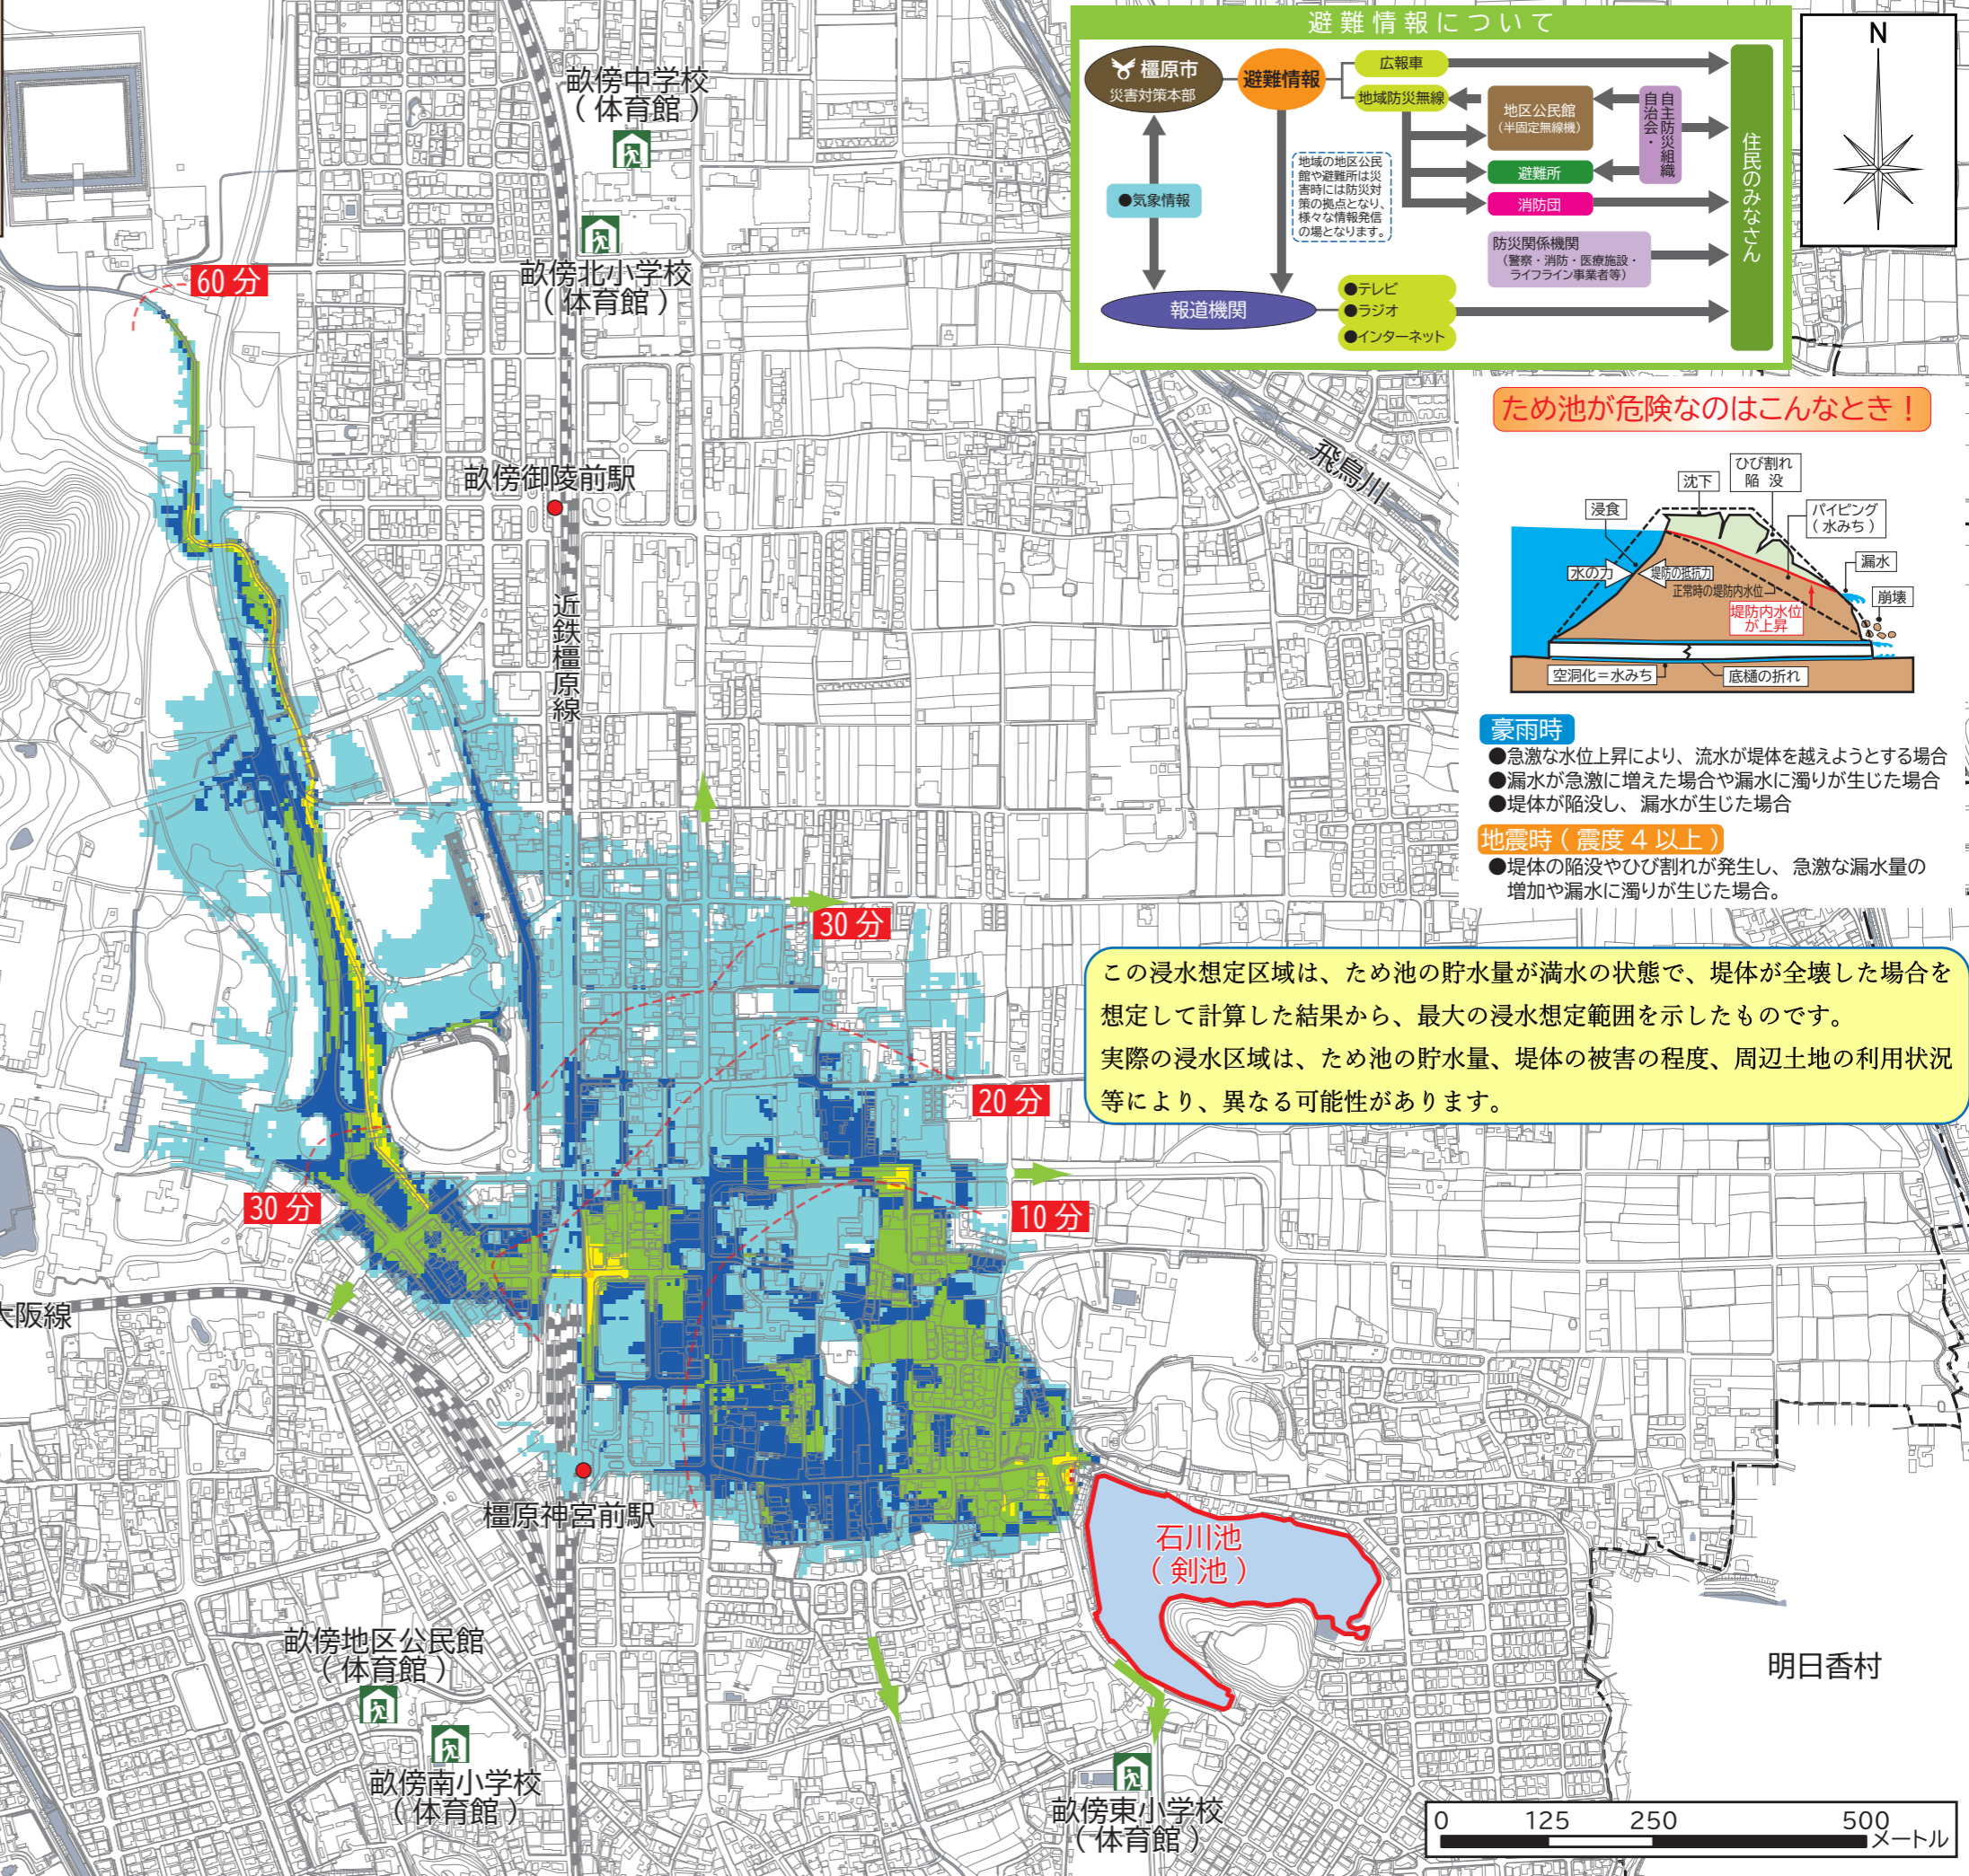 避難情報について
橿原市
災害対策本部
避難情報
広報車
地域防災無線
地区公民館
(半固定無線機)
自主防災組織
自治会・
避難所
消防団
住民のみなさん
●気象情報
地域の地区公民
館や避難所は災
害時には防災対
策の拠点となり、
様々な情報発信
の場となります。
防災関係機関
(警察・消防・医療施設・
ライフライン事業者等)
報道機関
●テレビ
●ラジオ
●インターネット
N
畝傍中学校
(体育館)
畝傍北小学校
(体育館)
60 分
畝傍御陵前駅
飛鳥川
近鉄橿原線
ため池が危険なのはこんなとき!
沈下
ひび割れ
陥 没
浸食
パイピング
(水みち)
水の力
堤防の抵抗力
正常時の堤防内水位
漏水
堤防内水位
が上昇
崩壊
空洞化=水みち
底樋の折れ
豪雨時
●急激な水位上昇により、流水が堤体を越えようとする場合
●漏水が急激に増えた場合や漏水に濁りが生じた場合
●堤体が陥没し、漏水が生じた場合
地震時(震度 4 以上)
●堤体の陥没やひび割れが発生し、急激な漏水量の
増加や漏水に濁りが生じた場合。
30 分
この浸水想定区域は、ため池の貯水量が満水の状態で、堤体が全壊した場合を
想定して計算した結果から、最大の浸水想定範囲を示したものです。
実際の浸水区域は、ため池の貯水量、堤体の被害の程度、周辺土地の利用状況
等により、異なる可能性があります。
20 分
30 分
10 分
大阪線
橿原神宮前駅
石川池
(剣池)
畝傍地区公民館
(体育館)
明日香村
畝傍南小学校
(体育館)
畝傍東小学校
(体育館)
0 125 250 500
メートル